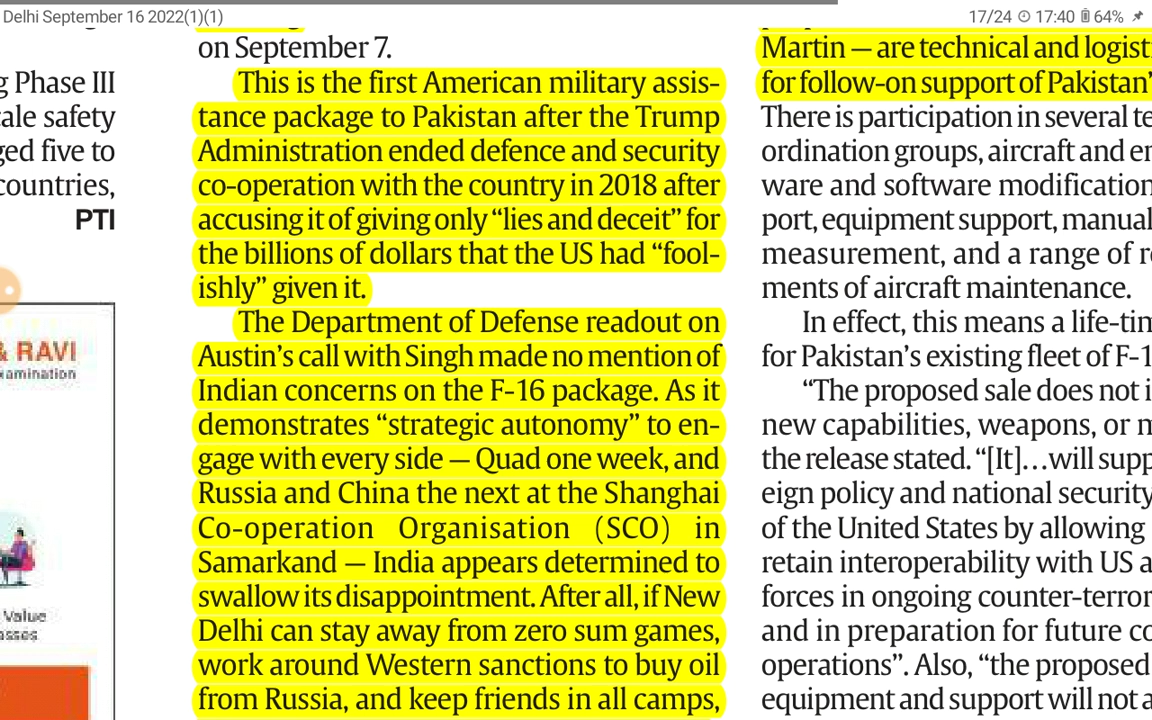 Delhi September 16 2022(1)(1)
17/24 17:40 64%
g Phase III
cale safety
ged five to
countries,
PTI
& RAVI
xamination
Value
asses
on September 7.
This is the first American military assis-
tance package to Pakistan after the Trump
Administration ended defence and security
co-operation with the country in 2018 after
accusing it of giving only “lies and deceit” for
the billions of dollars that the US had “fool-
ishly” given it.
The Department of Defense readout on
Austin’s call with Singh made no mention of
Indian concerns on the F-16 package. As it
demonstrates “strategic autonomy” to en-
gage with every side — Quad one week, and
Russia and China the next at the Shanghai
Co-operation Organisation (SCO) in
Samarkand — India appears determined to
swallow its disappointment. After all, if New
Delhi can stay away from zero sum games,
work around Western sanctions to buy oil
from Russia, and keep friends in all camps,
Martin — are technical and logist
for follow-on support of Pakistan’
There is participation in several te
ordination groups, aircraft and en
ware and software modification
port, equipment support, manual
measurement, and a range of re
ments of aircraft maintenance.
In effect, this means a life-tim
for Pakistan’s existing fleet of F-1
“The proposed sale does not i
new capabilities, weapons, or m
the release stated. “[It]…will supp
eign policy and national security
of the United States by allowing
retain interoperability with US a
forces in ongoing counter-terror
and in preparation for future co
operations”. Also, “the proposed
equipment and support will not a